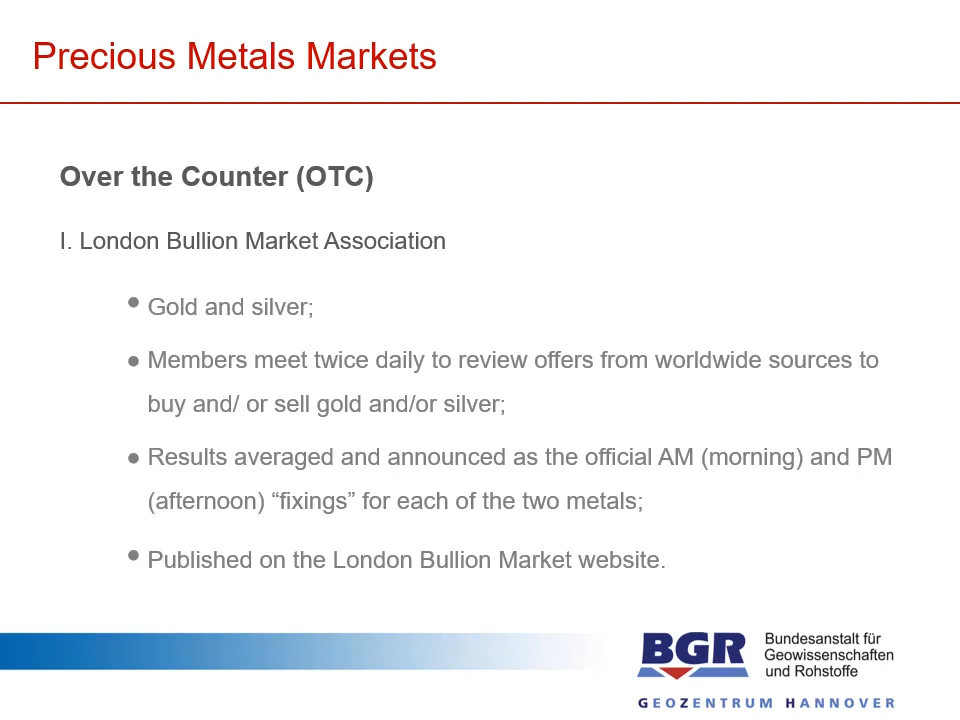 Precious Metals Markets
Over the Counter (OTC)
I. London Bullion Market Association
• Gold and silver;
• Members meet twice daily to review offers from worldwide sources to
buy and/ or sell gold and/or silver;
• Results averaged and announced as the official AM (morning) and PM
(afternoon) “fixings” for each of the two metals;
• Published on the London Bullion Market website.
BGR
Bundesanstalt für
Geowissenschaften
und Rohstoffe
GEOZENTRUM HANNOVER